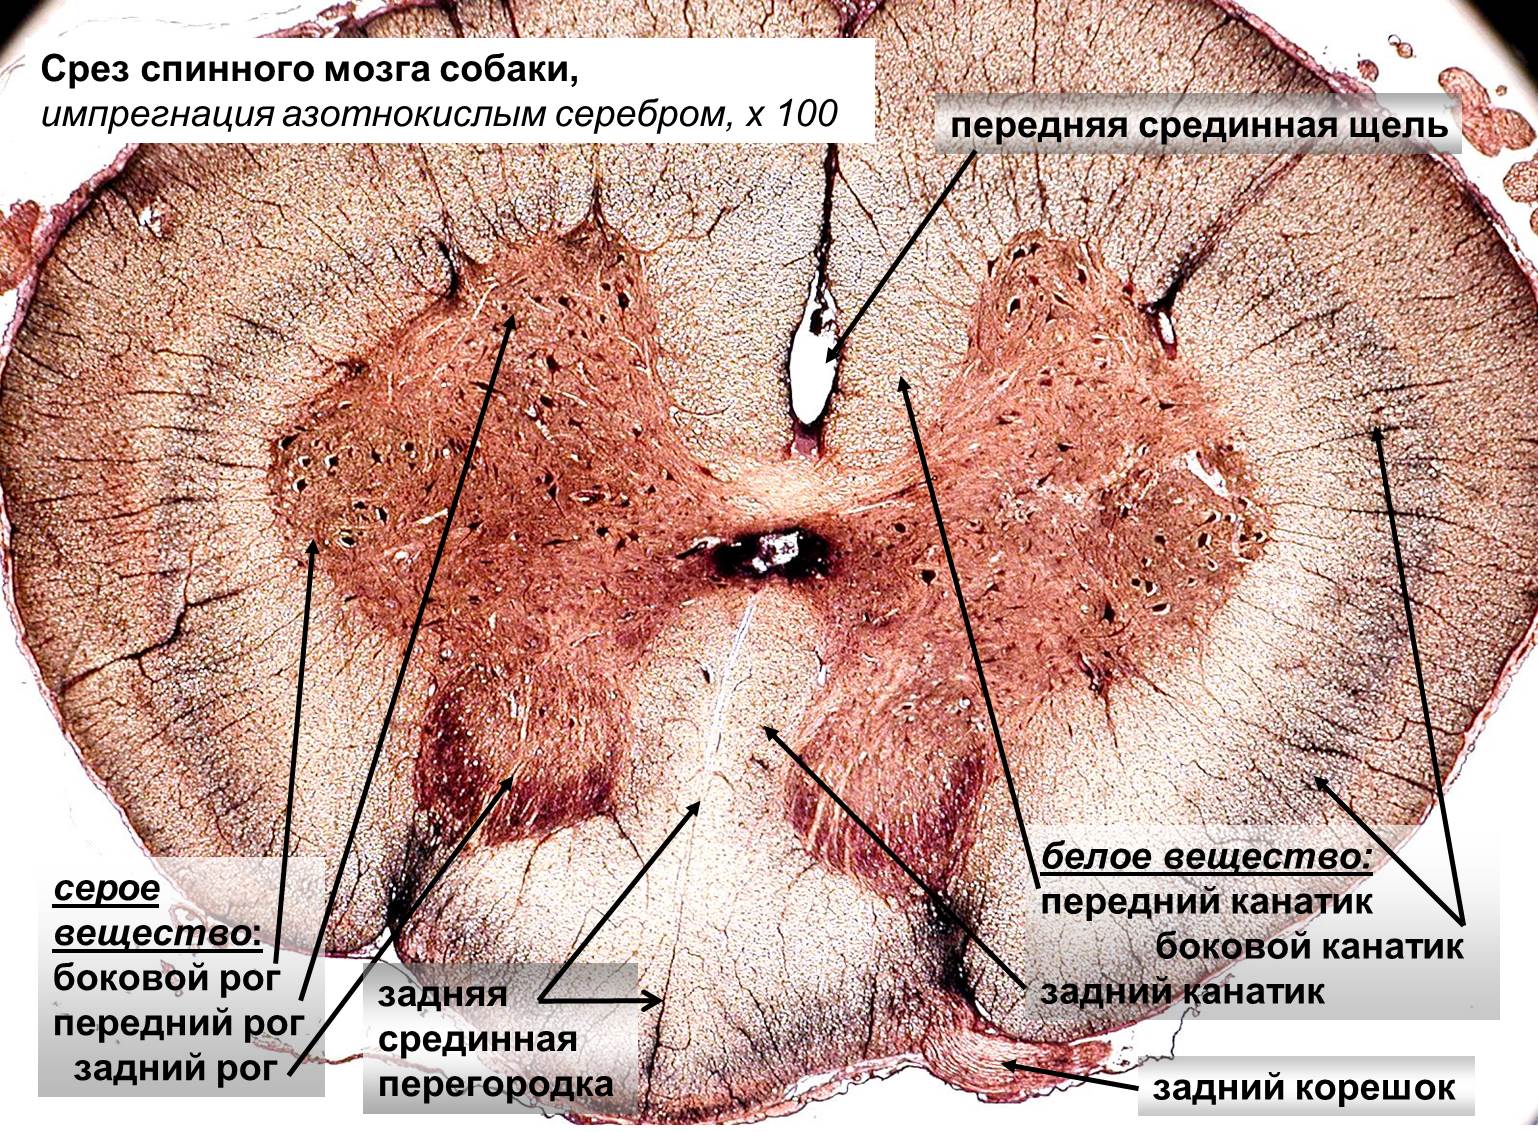 Срез спинного мозга собаки,
импрегнация азотнокислым серебром, х 100
передняя срединная щель
серое
вещество:
боковой рог
передний рог
задний рог
задняя
срединная
перегородка
белое вещество:
передний канатик
боковой канатик
задний канатик
задний корешок